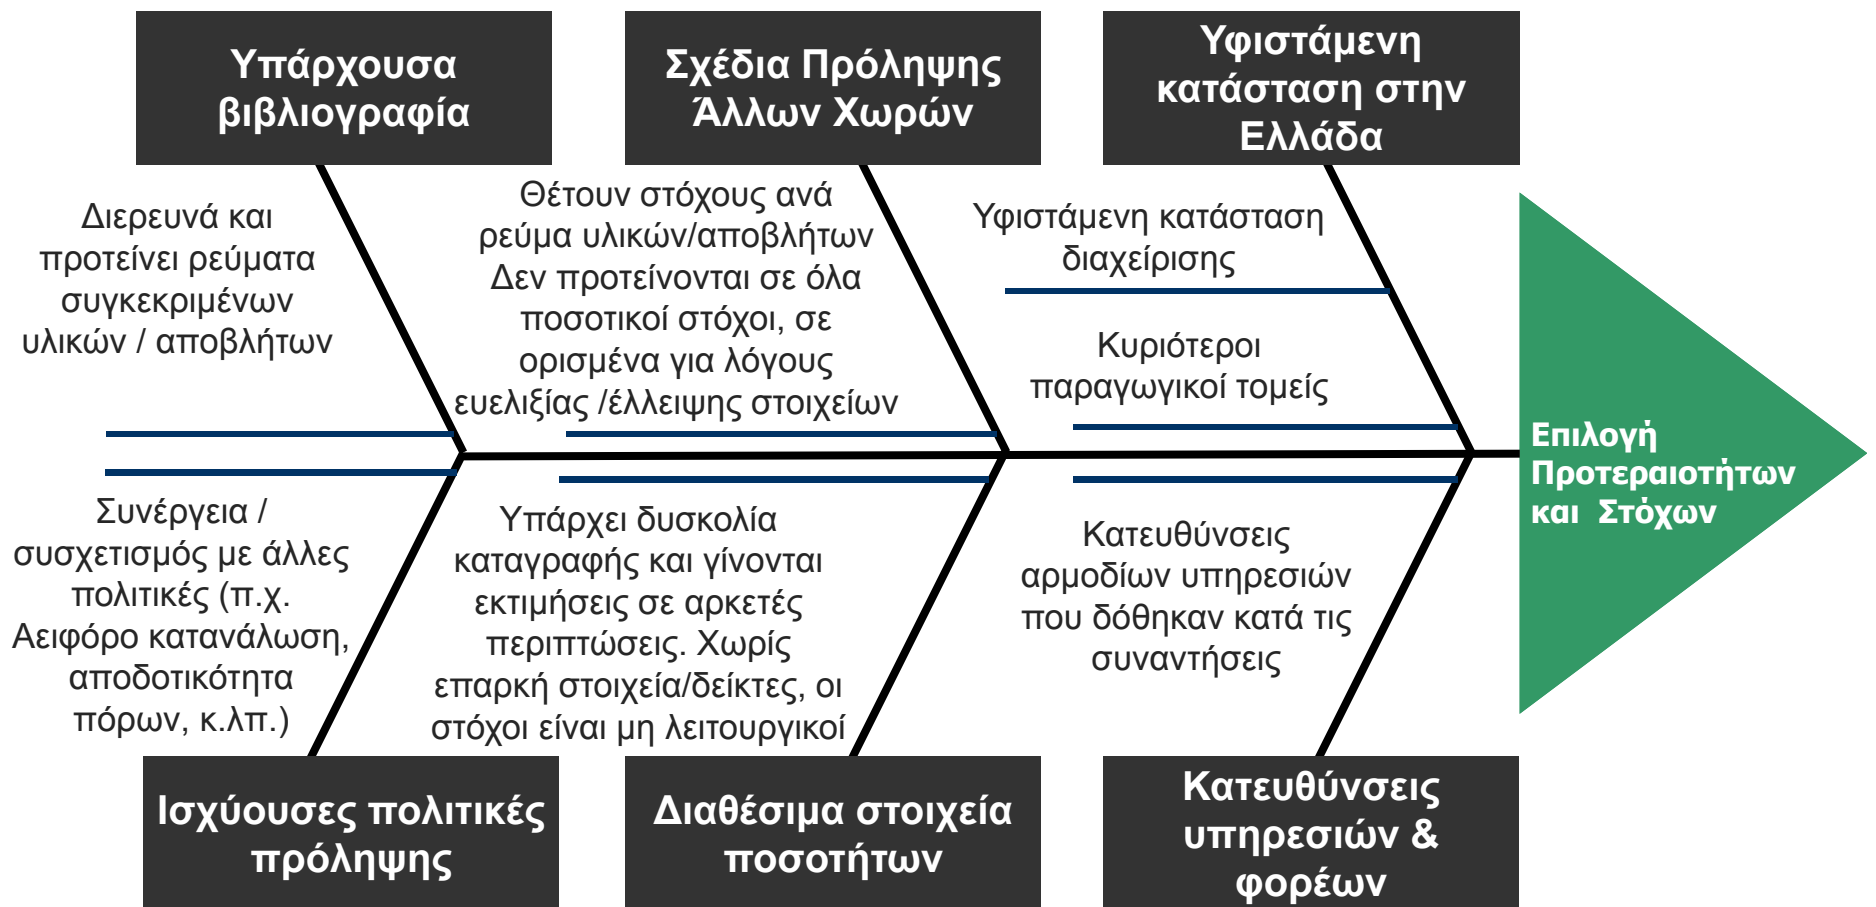 Υπάρχουσα
βιβλιογραφία
Σχέδια Πρόληψης
Άλλων Χωρών
Υφιστάμενη
κατάσταση στην
Ελλάδα
Διερευνά και
προτείνει ρεύματα
συγκεκριμένων
υλικών / αποβλήτων
Θέτουν στόχους ανά
ρεύμα υλικών/αποβλήτων
Δεν προτείνονται σε όλα
ποσοτικοί στόχοι, σε
ορισμένα για λόγους
ευελιξίας /έλλειψης στοιχείων
Υφιστάμενη κατάσταση
διαχείρισης
Κυριότεροι
παραγωγικοί τομείς
Επιλογή
Προτεραιοτήτων
και Στόχων
Συνέργεια /
συσχετισμός με άλλες
πολιτικές (π.χ.
Αειφόρο κατανάλωση,
αποδοτικότητα
πόρων, κ.λπ.)
Υπάρχει δυσκολία
καταγραφής και γίνονται
εκτιμήσεις σε αρκετές
περιπτώσεις. Χωρίς
επαρκή στοιχεία/δείκτες, οι
στόχοι είναι μη λειτουργικοί
Κατευθύνσεις
αρμοδίων υπηρεσιών
που δόθηκαν κατά τις
συναντήσεις
Ισχύουσες πολιτικές
πρόληψης
Διαθέσιμα στοιχεία
ποσοτήτων
Κατευθύνσεις
υπηρεσιών &
φορέων